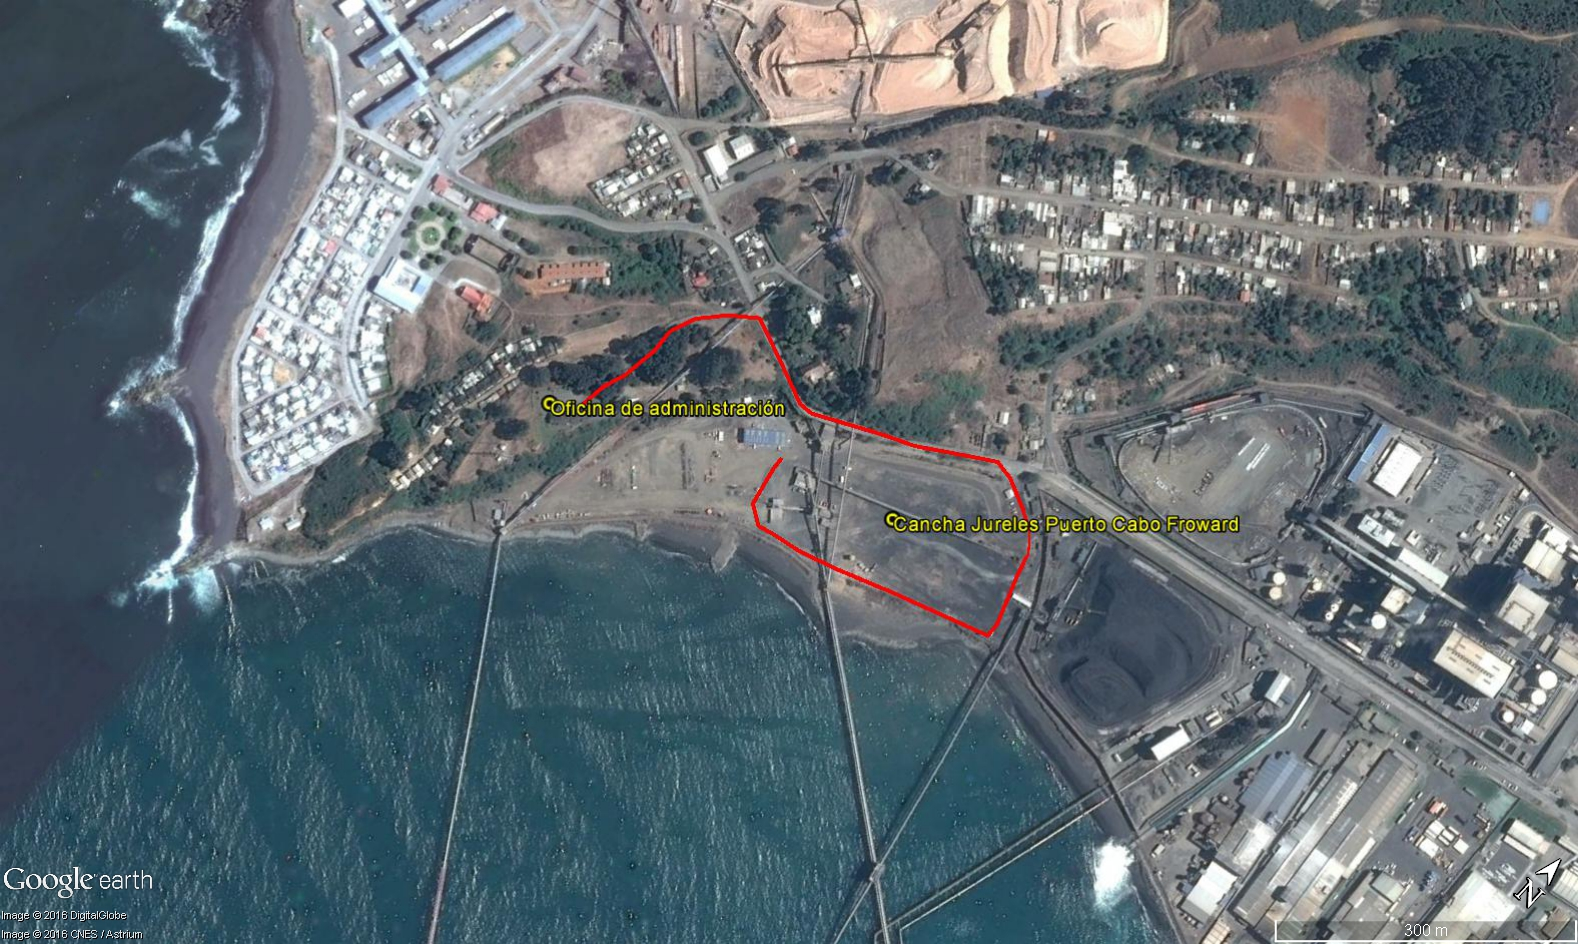 Oficina de administración
Cancha Jureles Puerto Cabo Froward
Google earth
Image © 2016 DigitalGlobe
Image © 2016 CNES / Astrium
N
300 m